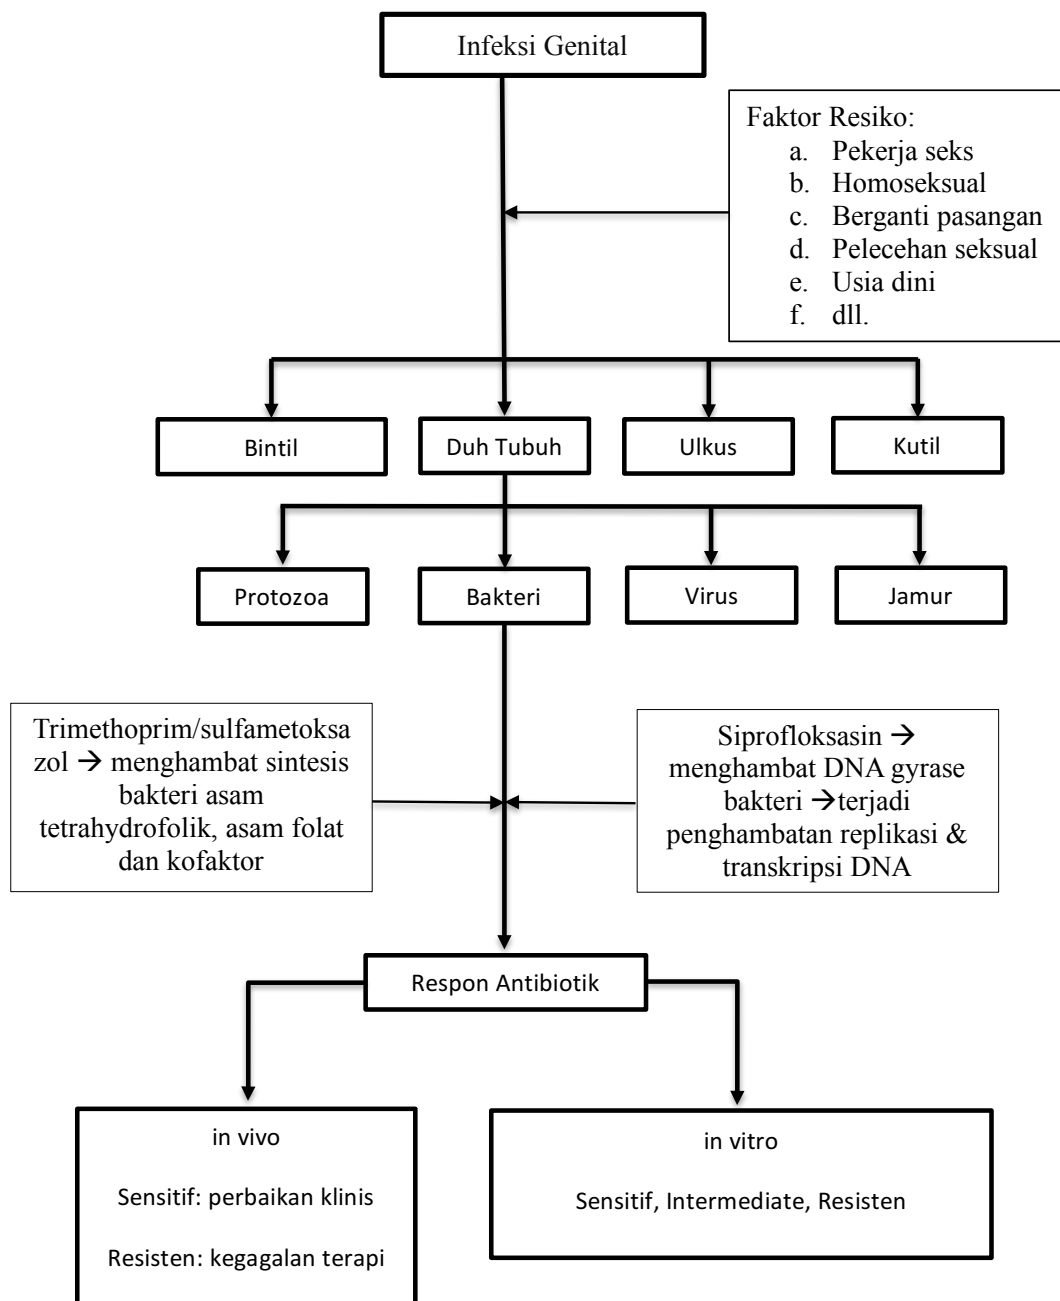 Infeksi Genital
Faktor Resiko:
a. Pekerja seks
b. Homoseksual
c. Berganti pasangan
d. Pelecehan seksual
e. Usia dini
f. dll.
Bintil
Duh Tubuh
Ulkus
Kutil
Protozoa
Bakteri
Virus
Jamur
Trimethoprim/sulfametoksa
zol → menghambat sintesis
bakteri asam
tetrahydrofolik, asam folat
dan kofaktor
Siprofloksasin →
menghambat DNA gyrase
bakteri →terjadi
penghambatan replikasi &
transkripsi DNA
Respon Antibiotik
in vivo
Sensitif: perbaikan klinis
Resisten: kegagalan terapi
in vitro
Sensitif, Intermediate, Resisten